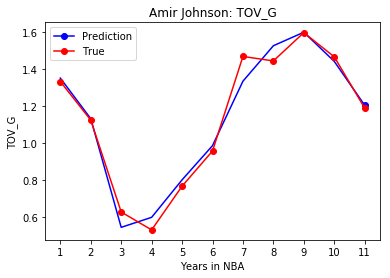 Amir Johnson: TOV_G
Prediction
True
1.6
1.4
1.2
1.0
0.8
0.6
TOV_G
1 2 3 4 5 6 7 8 9 10 11
Years in NBA